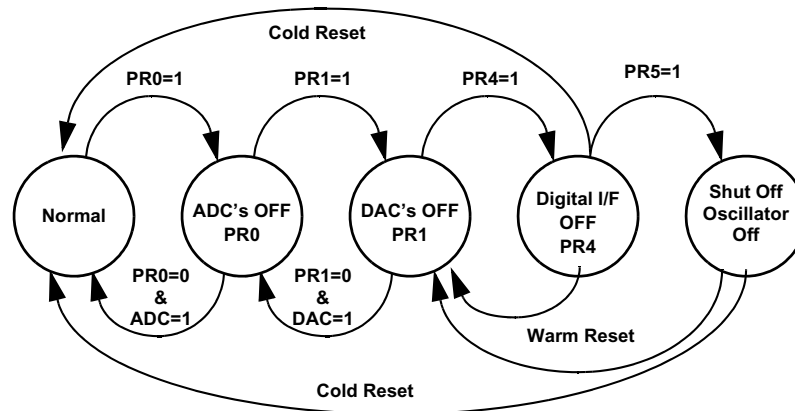 Cold Reset
PR0=1
PR1=1
PR4=1
PR5=1
Normal
ADC's OFF
PR0
DAC's OFF
PR1
Digital I/F
OFF
PR4
Shut Off
Oscillator
Off
PR0=0
&
ADC=1
PR1=0
&
DAC=1
Warm Reset
Cold Reset